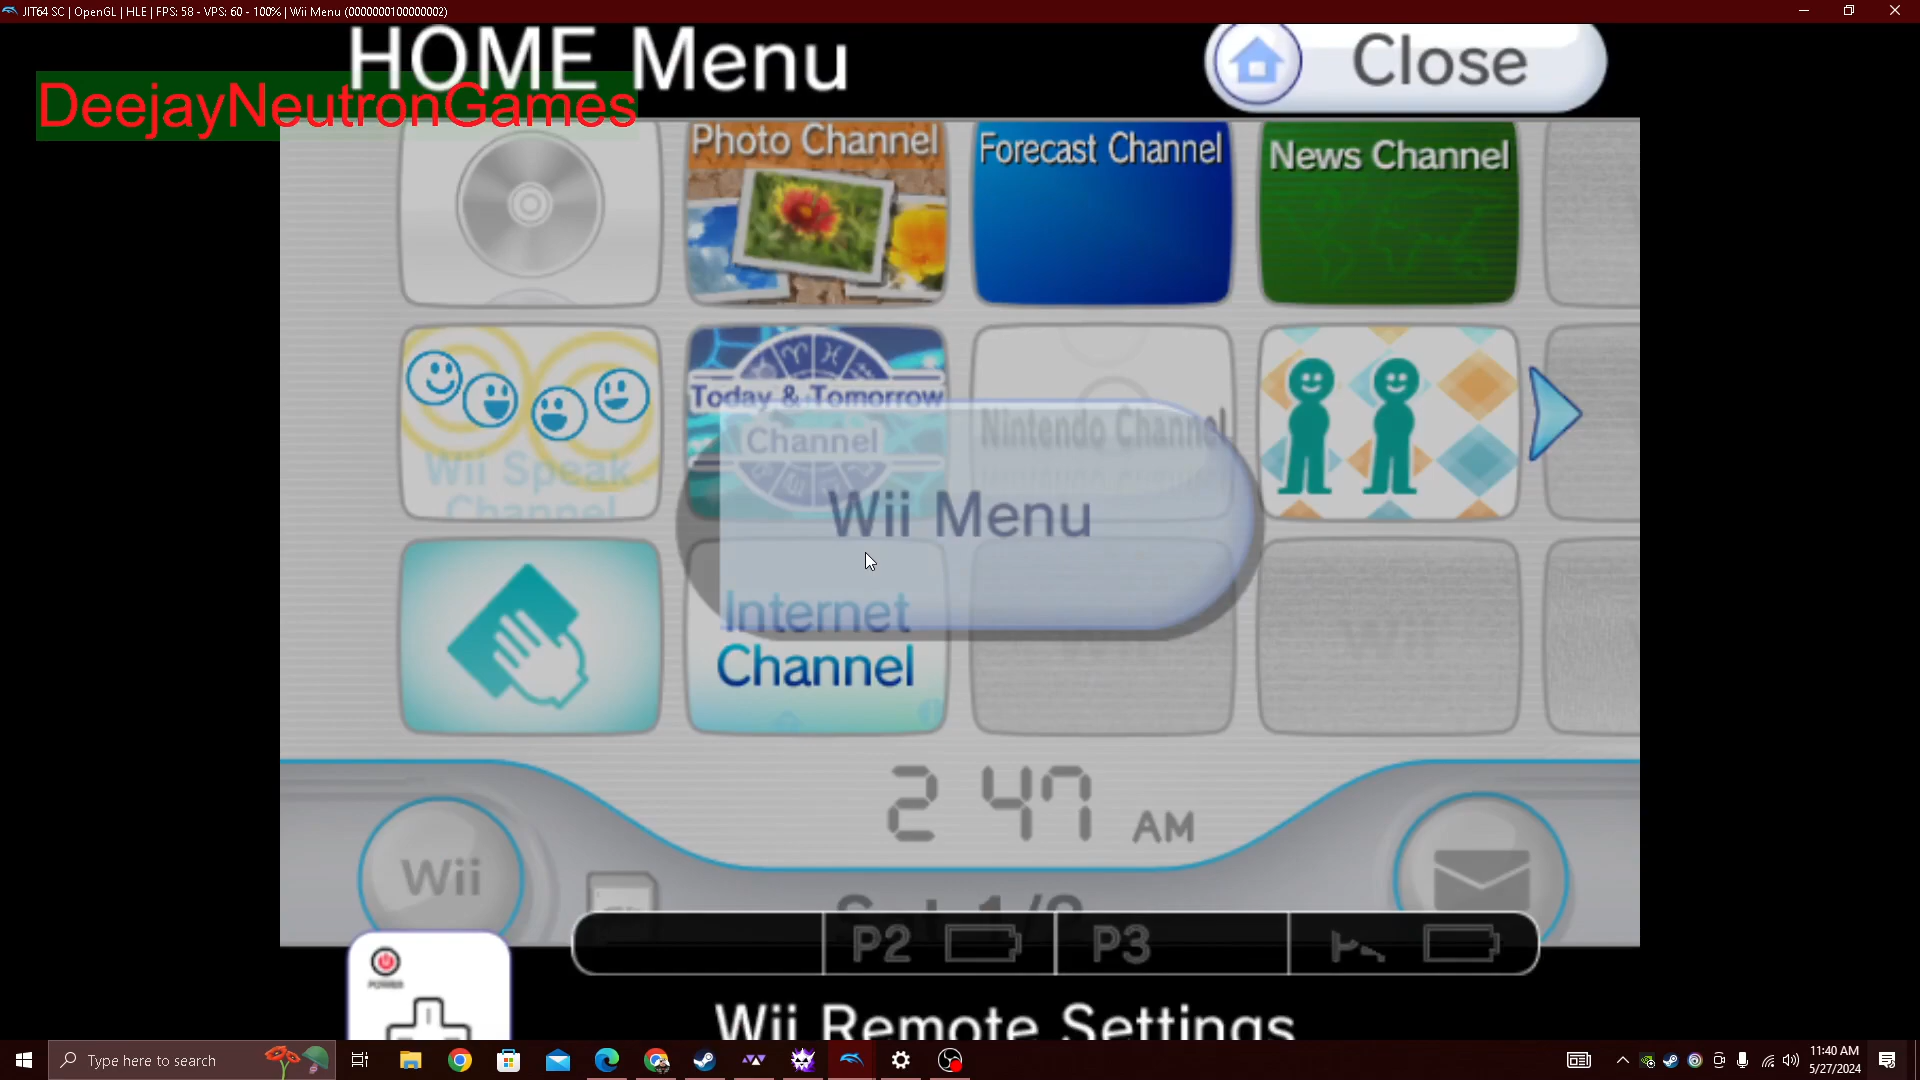 JIT64 SC | OpenGL | HLE | FPS: 58 - VPS: 60 - 100% | Wii Menu (0000000100000002)
HOME Menu
Close
DeejayNeutronGames
Photo Channel
Forecast Channel
News Channel
Wii Speak
Channel
Today & Tomorrow
Channel
Nintendo Channel
Wii Menu
Internet
Channel
2 47 AM
Wii
P2
P3
POWER
Wii Remote Settings
Type here to search
11:40 AM
5/27/2024